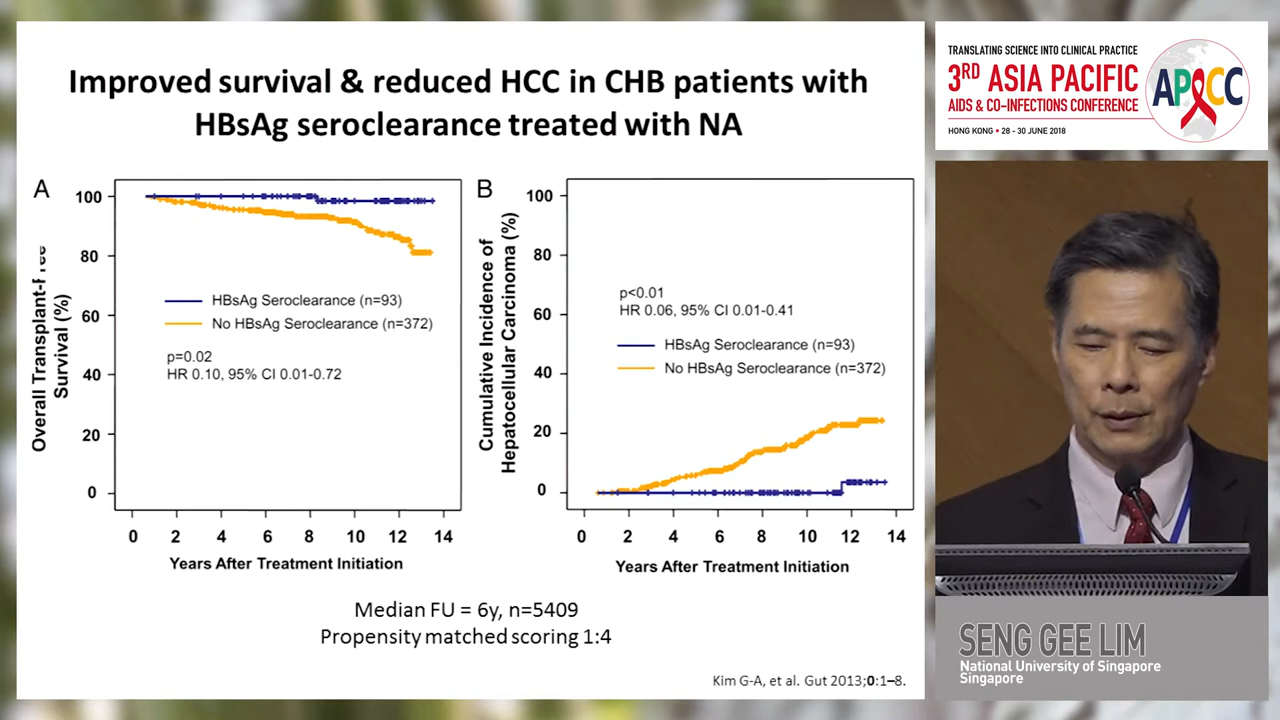 Improved survival & reduced HCC in CHB patients with
HBsAg seroclearance treated with NA
A
Overall Transplant-Free
Survival (%)
100
80
60
40
20
0
HBsAg Seroclearance (n=93)
No HBsAg Seroclearance (n=372)
p=0.02
HR 0.10, 95% CI 0.01-0.72
0 2 4 6 8 10 12 14
Years After Treatment Initiation
B
Cumulative Incidence of
Hepatocellular Carcinoma (%)
100
80
60
40
20
0
p<0.01
HR 0.06, 95% CI 0.01-0.41
HBsAg Seroclearance (n=93)
No HBsAg Seroclearance (n=372)
0 2 4 6 8 10 12 14
Years After Treatment Initiation
Median FU = 6y, n=5409
Propensity matched scoring 1:4
Kim G-A, et al. Gut 2013;0:1–8.
TRANSLATING SCIENCE INTO CLINICAL PRACTICE
3RD ASIA PACIFIC
AIDS & CO-INFECTIONS CONFERENCE
HONG KONG • 28 - 30 JUNE 2018
APACC
SENG GEE LIM
National University of Singapore
Singapore